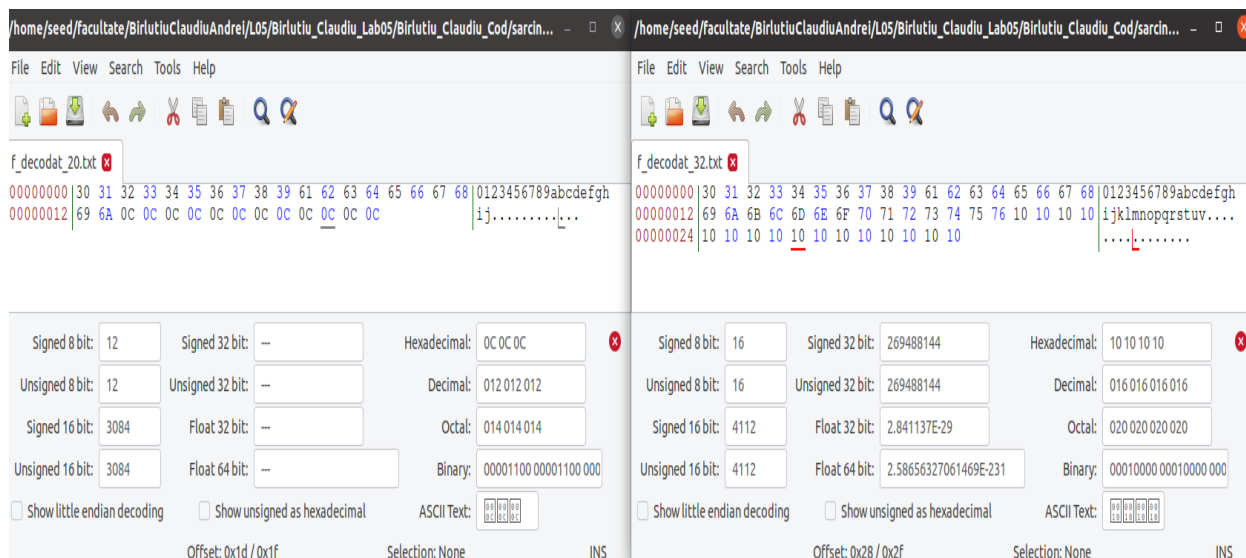 /home/seed/facultate/BirlutiuClaudiuAndrei/L05/Birlutiu_Claudiu_Lab05/Birlutiu_Claudiu_Cod/sarcin...
File Edit View Search Tools Help
f_decodat_20.txt
00000000 30 31 32 33 34 35 36 37 38 39 61 62 63 64 65 66 67 68 0123456789abcdefgh
00000012 69 6A 0C 0C 0C 0C 0C 0C 0C 0C 0C 0C 0C 0C ij............
Signed 8 bit: 12 Signed 32 bit: --- Hexadecimal: 0C 0C 0C
Unsigned 8 bit: 12 Unsigned 32 bit: --- Decimal: 012 012 012
Signed 16 bit: 3084 Float 32 bit: --- Octal: 014 014 014
Unsigned 16 bit: 3084 Float 64 bit: --- Binary: 00001100 00001100 000
Show little endian decoding Show unsigned as hexadecimal ASCII Text:
Offset: 0x1d / 0x1f Selection: None INS
/home/seed/facultate/BirlutiuClaudiuAndrei/L05/Birlutiu_Claudiu_Lab05/Birlutiu_Claudiu_Cod/sarcin...
File Edit View Search Tools Help
f_decodat_32.txt
00000000 30 31 32 33 34 35 36 37 38 39 61 62 63 64 65 66 67 68 0123456789abcdefgh
00000012 69 6A 6B 6C 6D 6E 6F 70 71 72 73 74 75 76 10 10 10 10 ijklmnopqrstuv....
00000024 10 10 10 10 10 10 10 10 10 10 10 10 ............
Signed 8 bit: 16 Signed 32 bit: 269488144 Hexadecimal: 10 10 10 10
Unsigned 8 bit: 16 Unsigned 32 bit: 269488144 Decimal: 016 016 016 016
Signed 16 bit: 4112 Float 32 bit: 2.841137E-29 Octal: 020 020 020 020
Unsigned 16 bit: 4112 Float 64 bit: 2.58656327061469E-231 Binary: 00010000 00010000 000
Show little endian decoding Show unsigned as hexadecimal ASCII Text:
Offset: 0x28 / 0x2f Selection: None INS